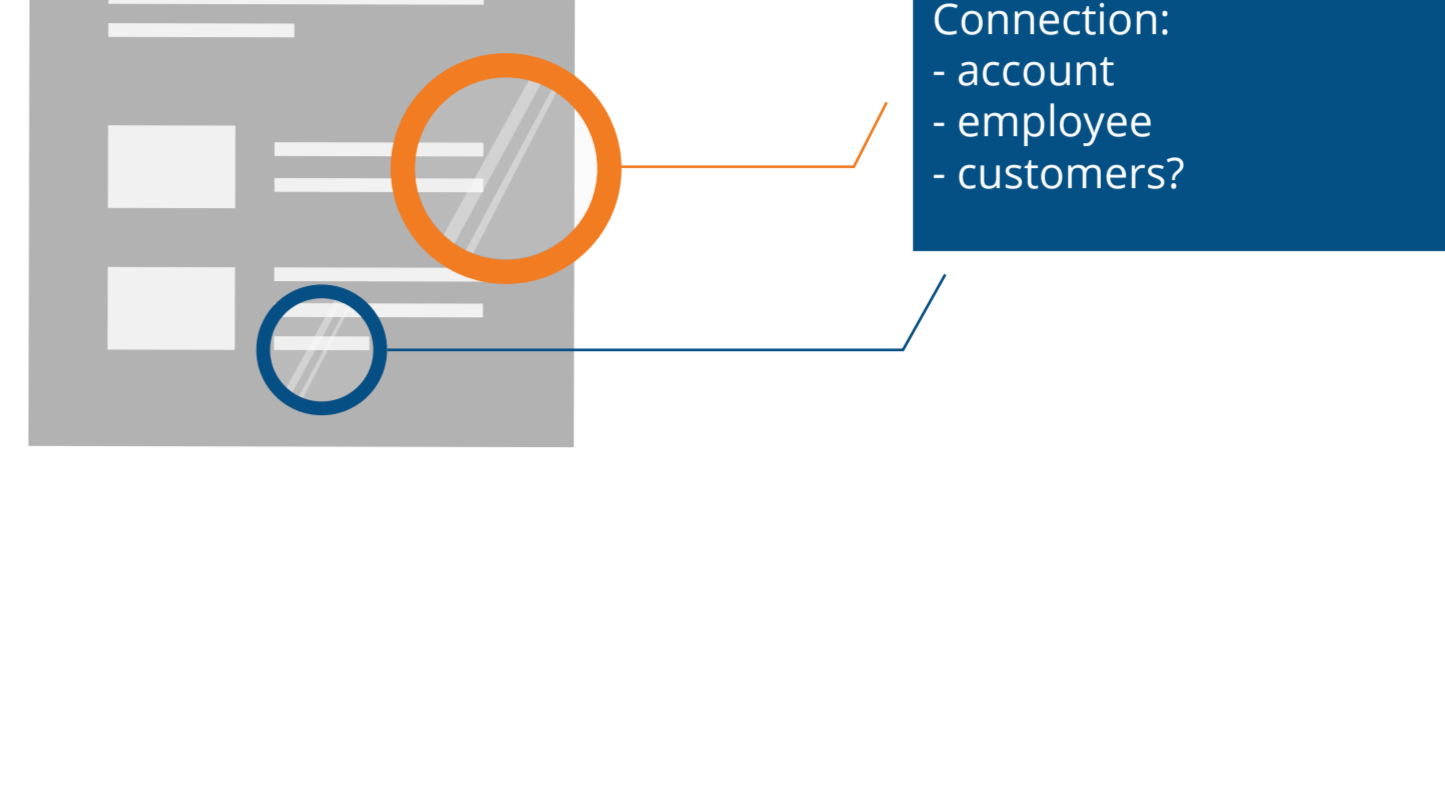 Connection:
- account
- employee
- customers?